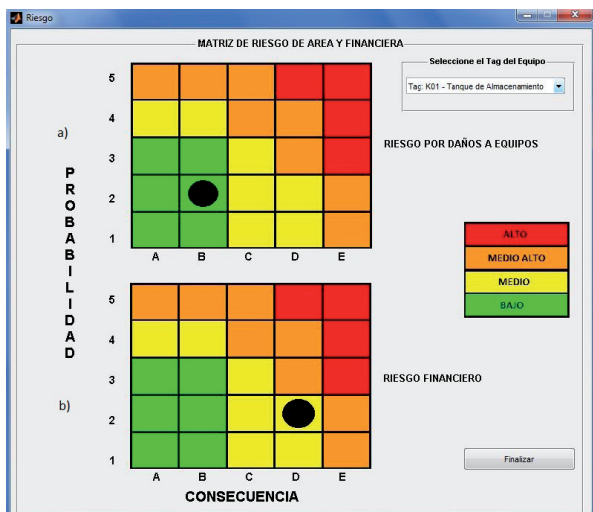 Riesgo
MATRIZ DE RIESGO DE AREA Y FINANCIERA
Seleccione el Tag del Equipo
Tag: K01 - Tanque de Almacenamiento
a)
PROBABILIDAD
5
4
3
2
1
A B C D E
RIESGO POR DAÑOS A EQUIPOS
ALTO
MEDIO ALTO
MEDIO
BAJO
b)
5
4
3
2
1
A B C D E
CONSECUENCIA
RIESGO FINANCIERO
Finalizar